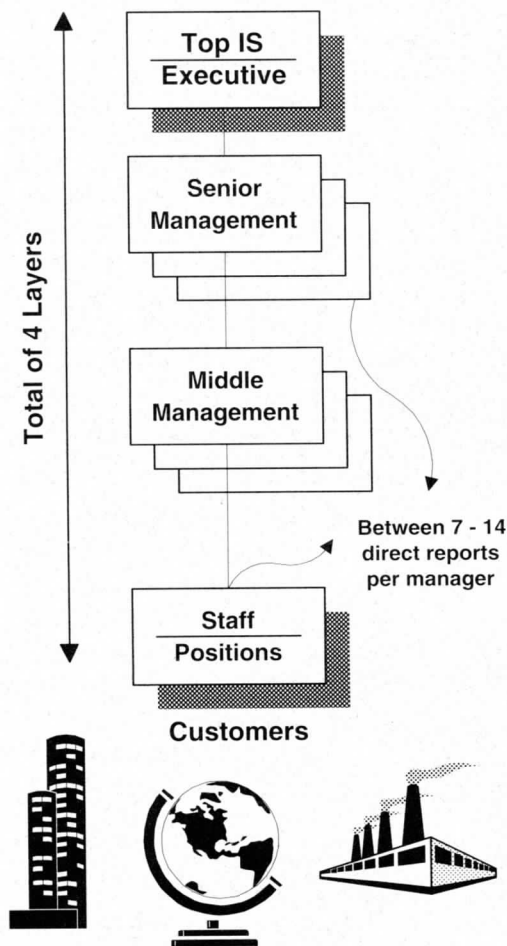 Top IS
Executive
Senior
Management
Total of 4 Layers
Middle
Management
Between 7 - 14
direct reports
per manager
Staff
Positions
Customers